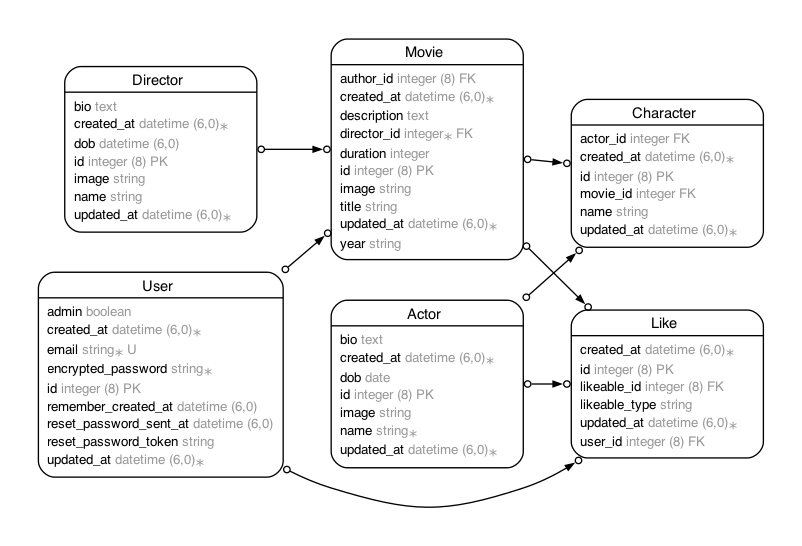 Director
bio text
created_at datetime (6,0)*
dob datetime (6,0)
id integer (8) PK
image string
name string
updated_at datetime (6,0)*
Movie
author_id integer (8) FK
created_at datetime (6,0)*
description text
director_id integer* FK
duration integer
id integer (8) PK
image string
title string
updated_at datetime (6,0)*
year string
Character
actor_id integer FK
created_at datetime (6,0)*
id integer (8) PK
movie_id integer FK
name string
updated_at datetime (6,0)*
User
admin boolean
created_at datetime (6,0)*
email string* U
encrypted_password string*
id integer (8) PK
remember_created_at datetime (6,0)
reset_password_sent_at datetime (6,0)
reset_password_token string
updated_at datetime (6,0)*
Actor
bio text
created_at datetime (6,0)*
dob date
id integer (8) PK
image string
name string*
updated_at datetime (6,0)*
Like
created_at datetime (6,0)*
id integer (8) PK
likeable_id integer (8) FK
likeable_type string
updated_at datetime (6,0)*
user_id integer (8) FK